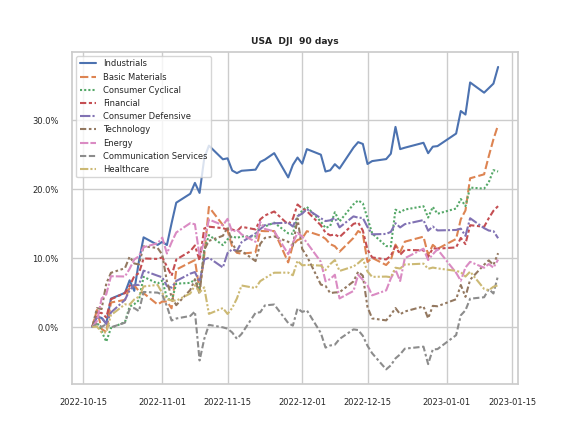 USA  DJI  90 days
Industrials
Basic Materials
Consumer Cyclical
Financial
Consumer Defensive
Technology
Energy
Communication Services
Healthcare
30.0%
20.0%
10.0%
0.0%
2022-10-15 2022-11-01 2022-11-15 2022-12-01 2022-12-15 2023-01-01 2023-01-15